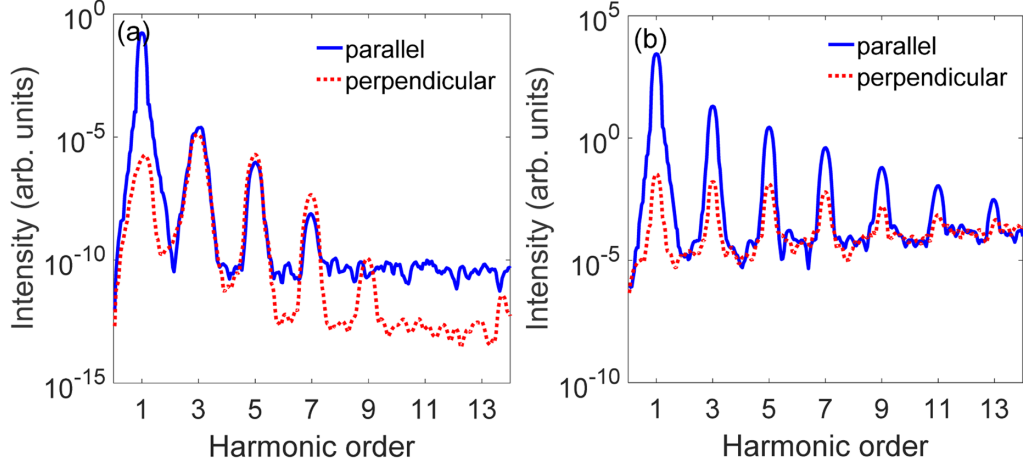 (a)
parallel
perpendicular
10^0
10^-5
10^-10
10^-15
Intensity (arb. units)
1 3 5 7 9 11 13
Harmonic order
(b)
parallel
perpendicular
10^5
10^0
10^-5
10^-10
Intensity (arb. units)
1 3 5 7 9 11 13
Harmonic order